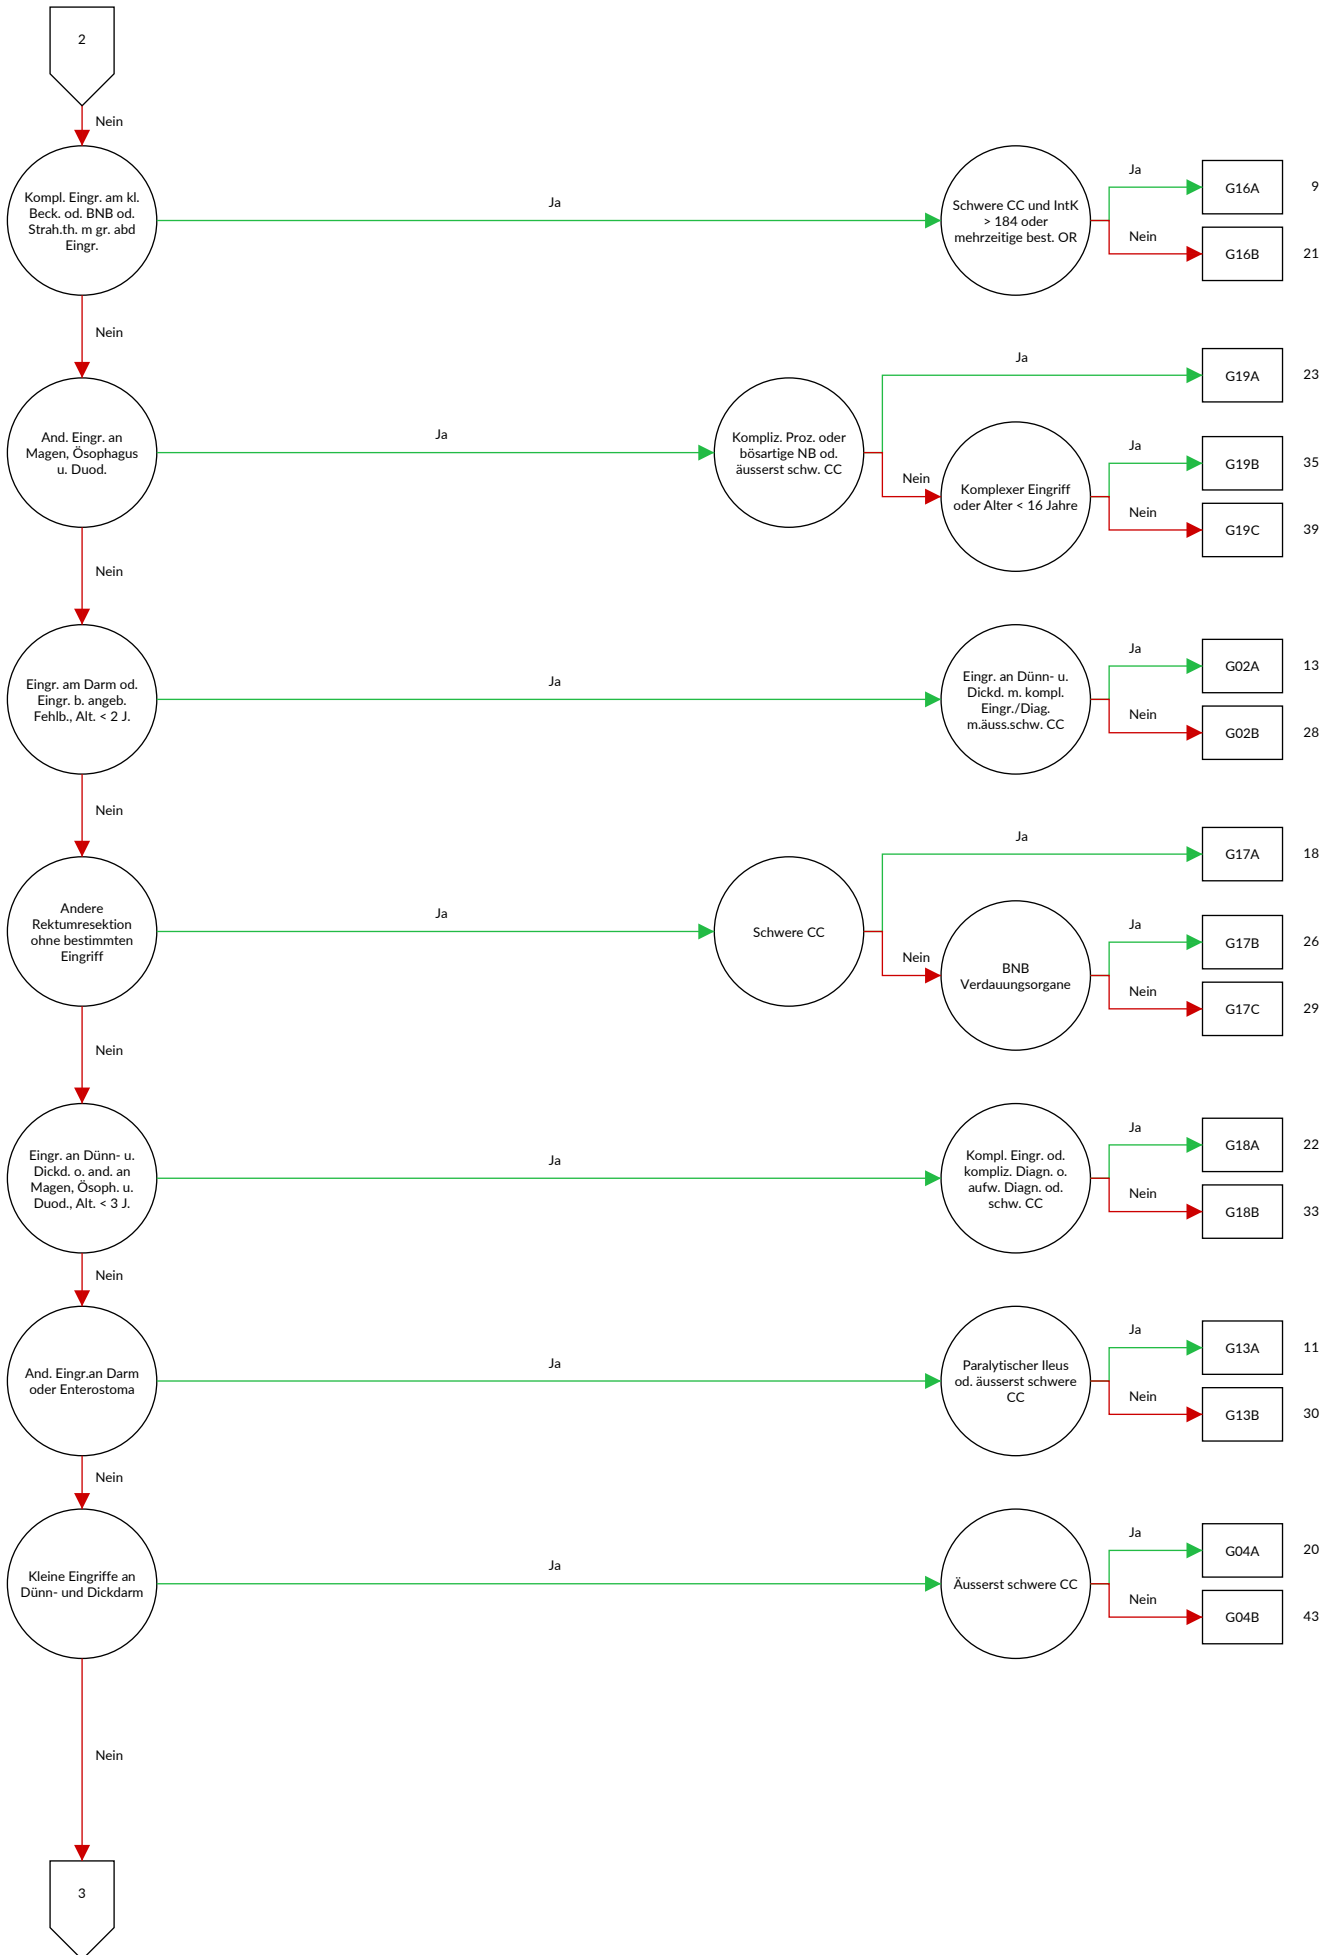 2
Nein
Kompl. Eingr. am kl.
Beck. od. BNB od.
Strah.th. m gr. abd
Eingr.
Ja
Schwere CC und IntK
> 184 oder
mehrzeitige best. OR
Ja
G16A
9
Nein
G16B
21
Nein
And. Eingr. an
Magen, Ösophagus
u. Duod.
Ja
Kompliz. Proz. oder
bösartige NB od.
äusserst schw. CC
Ja
G19A
23
Nein
Komplexer Eingriff
oder Alter < 16 Jahre
Ja
G19B
35
Nein
G19C
39
Nein
Eingr. am Darm od.
Eingr. b. angeb.
Fehlb., Alt. < 2 J.
Ja
Eingr. an Dünn- u.
Dickd. m. kompl.
Eingr./Diag.
m.äuss.schw. CC
Ja
G02A
13
Nein
G02B
28
Nein
Andere
Rektumresektion
ohne bestimmten
Eingriff
Ja
Schwere CC
Ja
G17A
18
Nein
BNB
Verdauungsorgane
Ja
G17B
26
Nein
G17C
29
Nein
Eingr. an Dünn- u.
Dickd. o. and. an
Magen, Ösoph. u.
Duod., Alt. < 3 J.
Ja
Kompl. Eingr. od.
kompliz. Diagn. o.
aufw. Diagn. od.
schw. CC
Ja
G18A
22
Nein
G18B
33
Nein
And. Eingr.an Darm
oder Enterostoma
Ja
Paralytischer Ileus
od. äusserst schwere
CC
Ja
G13A
11
Nein
G13B
30
Nein
Kleine Eingriffe an
Dünn- und Dickdarm
Ja
Äusserst schwere CC
Ja
G04A
20
Nein
G04B
43
Nein
3